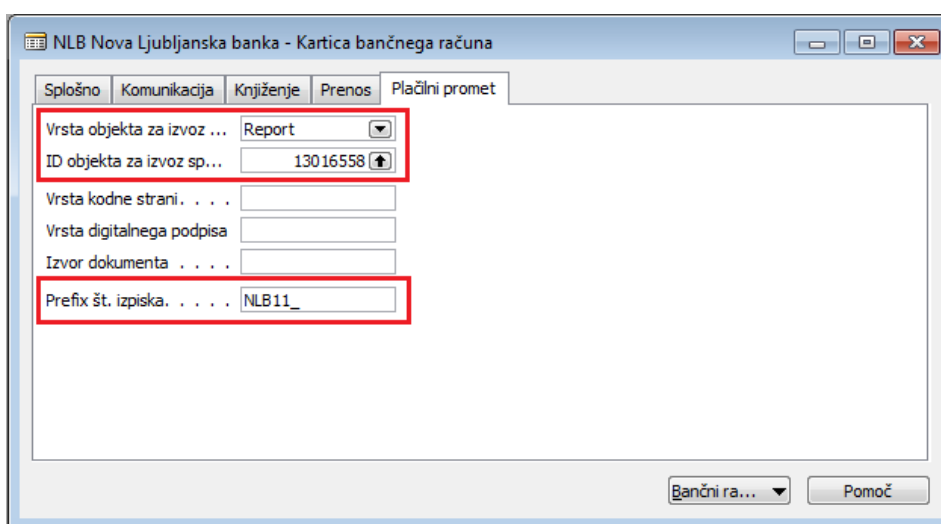 NLB Nova Ljubljanska banka - Kartica bančnega računa
Splošno Komunikacija Knjiženje Prenos Plačilni promet
Vrsta objekta za izvoz ... Report
ID objekta za izvoz sp... 13016558
Vrsta kodne strani. . . .
Vrsta digitalnega podpisa
Izvor dokumenta . . . .
Prefix št. izpiska. . . . . NLB11_
Bančni ra... Pomoč